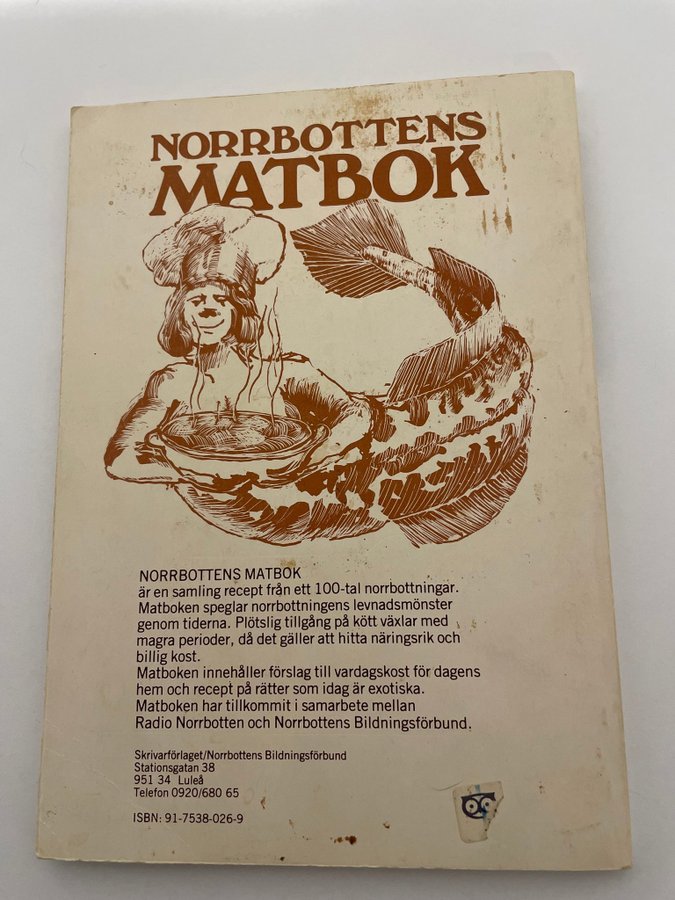 NORRBOTTENS
MATBOK
NORRBOTTENS MATBOK
är en samling recept från ett 100-tal norrbottningar.
Matboken speglar norrbottningens levnadsmönster
genom tiderna. Plötslig tillgång på kött växlar med
magra perioder, då det gäller att hitta näringsrik och
billig kost.
Matboken innehåller förslag till vardagskost för dagens
hem och recept på rätter som idag är exotiska.
Matboken har tillkommit i samarbete mellan
Radio Norrbotten och Norrbottens Bildningsförbund.
Skrivarförlaget/Norrbottens Bildningsförbund
Stationsgatan 38
951 34 Luleå
Telefon 0920/680 65
ISBN: 91-7538-026-9